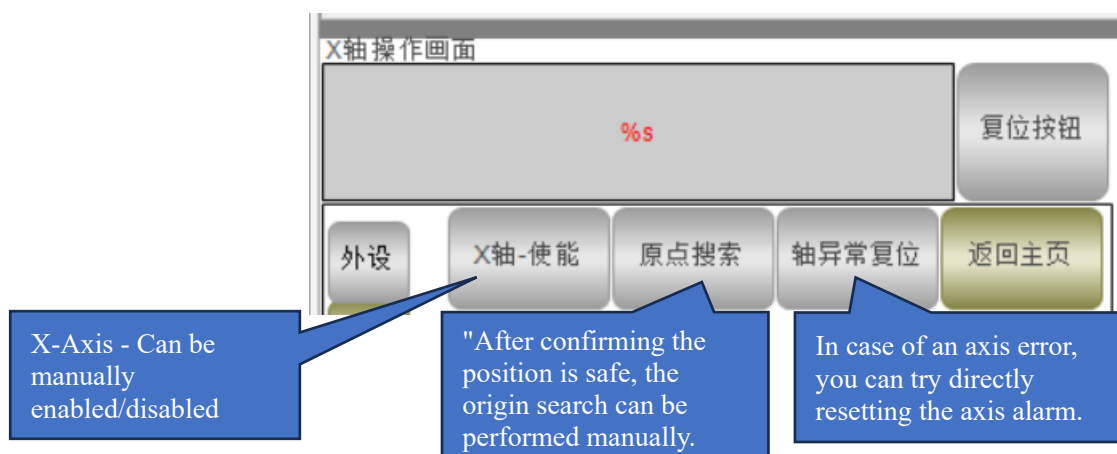 X轴操作画面
%s
复位按钮
外设
X轴-使能
原点搜索
轴异常复位
返回主页
X-Axis - Can be
manually
enabled/disabled
"After confirming the
position is safe, the
origin search can be
performed manually.
In case of an axis error,
you can try directly
resetting the axis alarm.